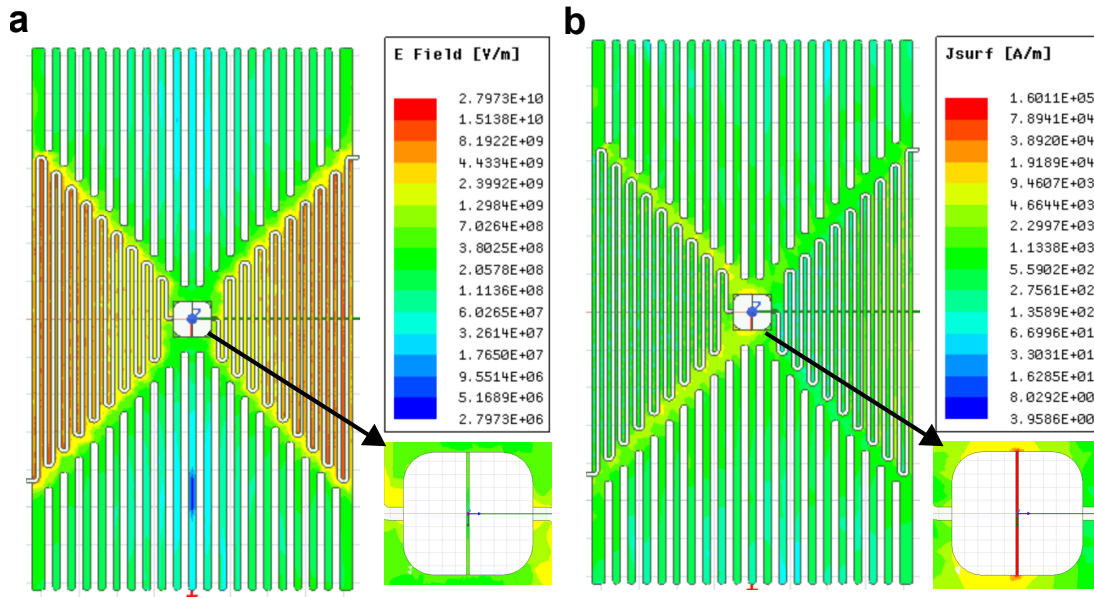 a
E Field [V/m]
2.7973E+10
1.5138E+10
8.1922E+09
4.4334E+09
2.3992E+09
1.2984E+09
7.0264E+08
3.8025E+08
2.0578E+08
1.1136E+08
6.0265E+07
3.2614E+07
1.7650E+07
9.5514E+06
5.1689E+06
2.7973E+06
b
Jsurf [A/m]
1.6011E+05
7.8941E+04
3.8920E+04
1.9189E+04
9.4607E+03
4.6644E+03
2.2997E+03
1.1338E+03
5.5902E+02
2.7561E+02
1.3589E+02
6.6996E+01
3.3031E+01
1.6285E+01
8.0292E+00
3.9586E+00